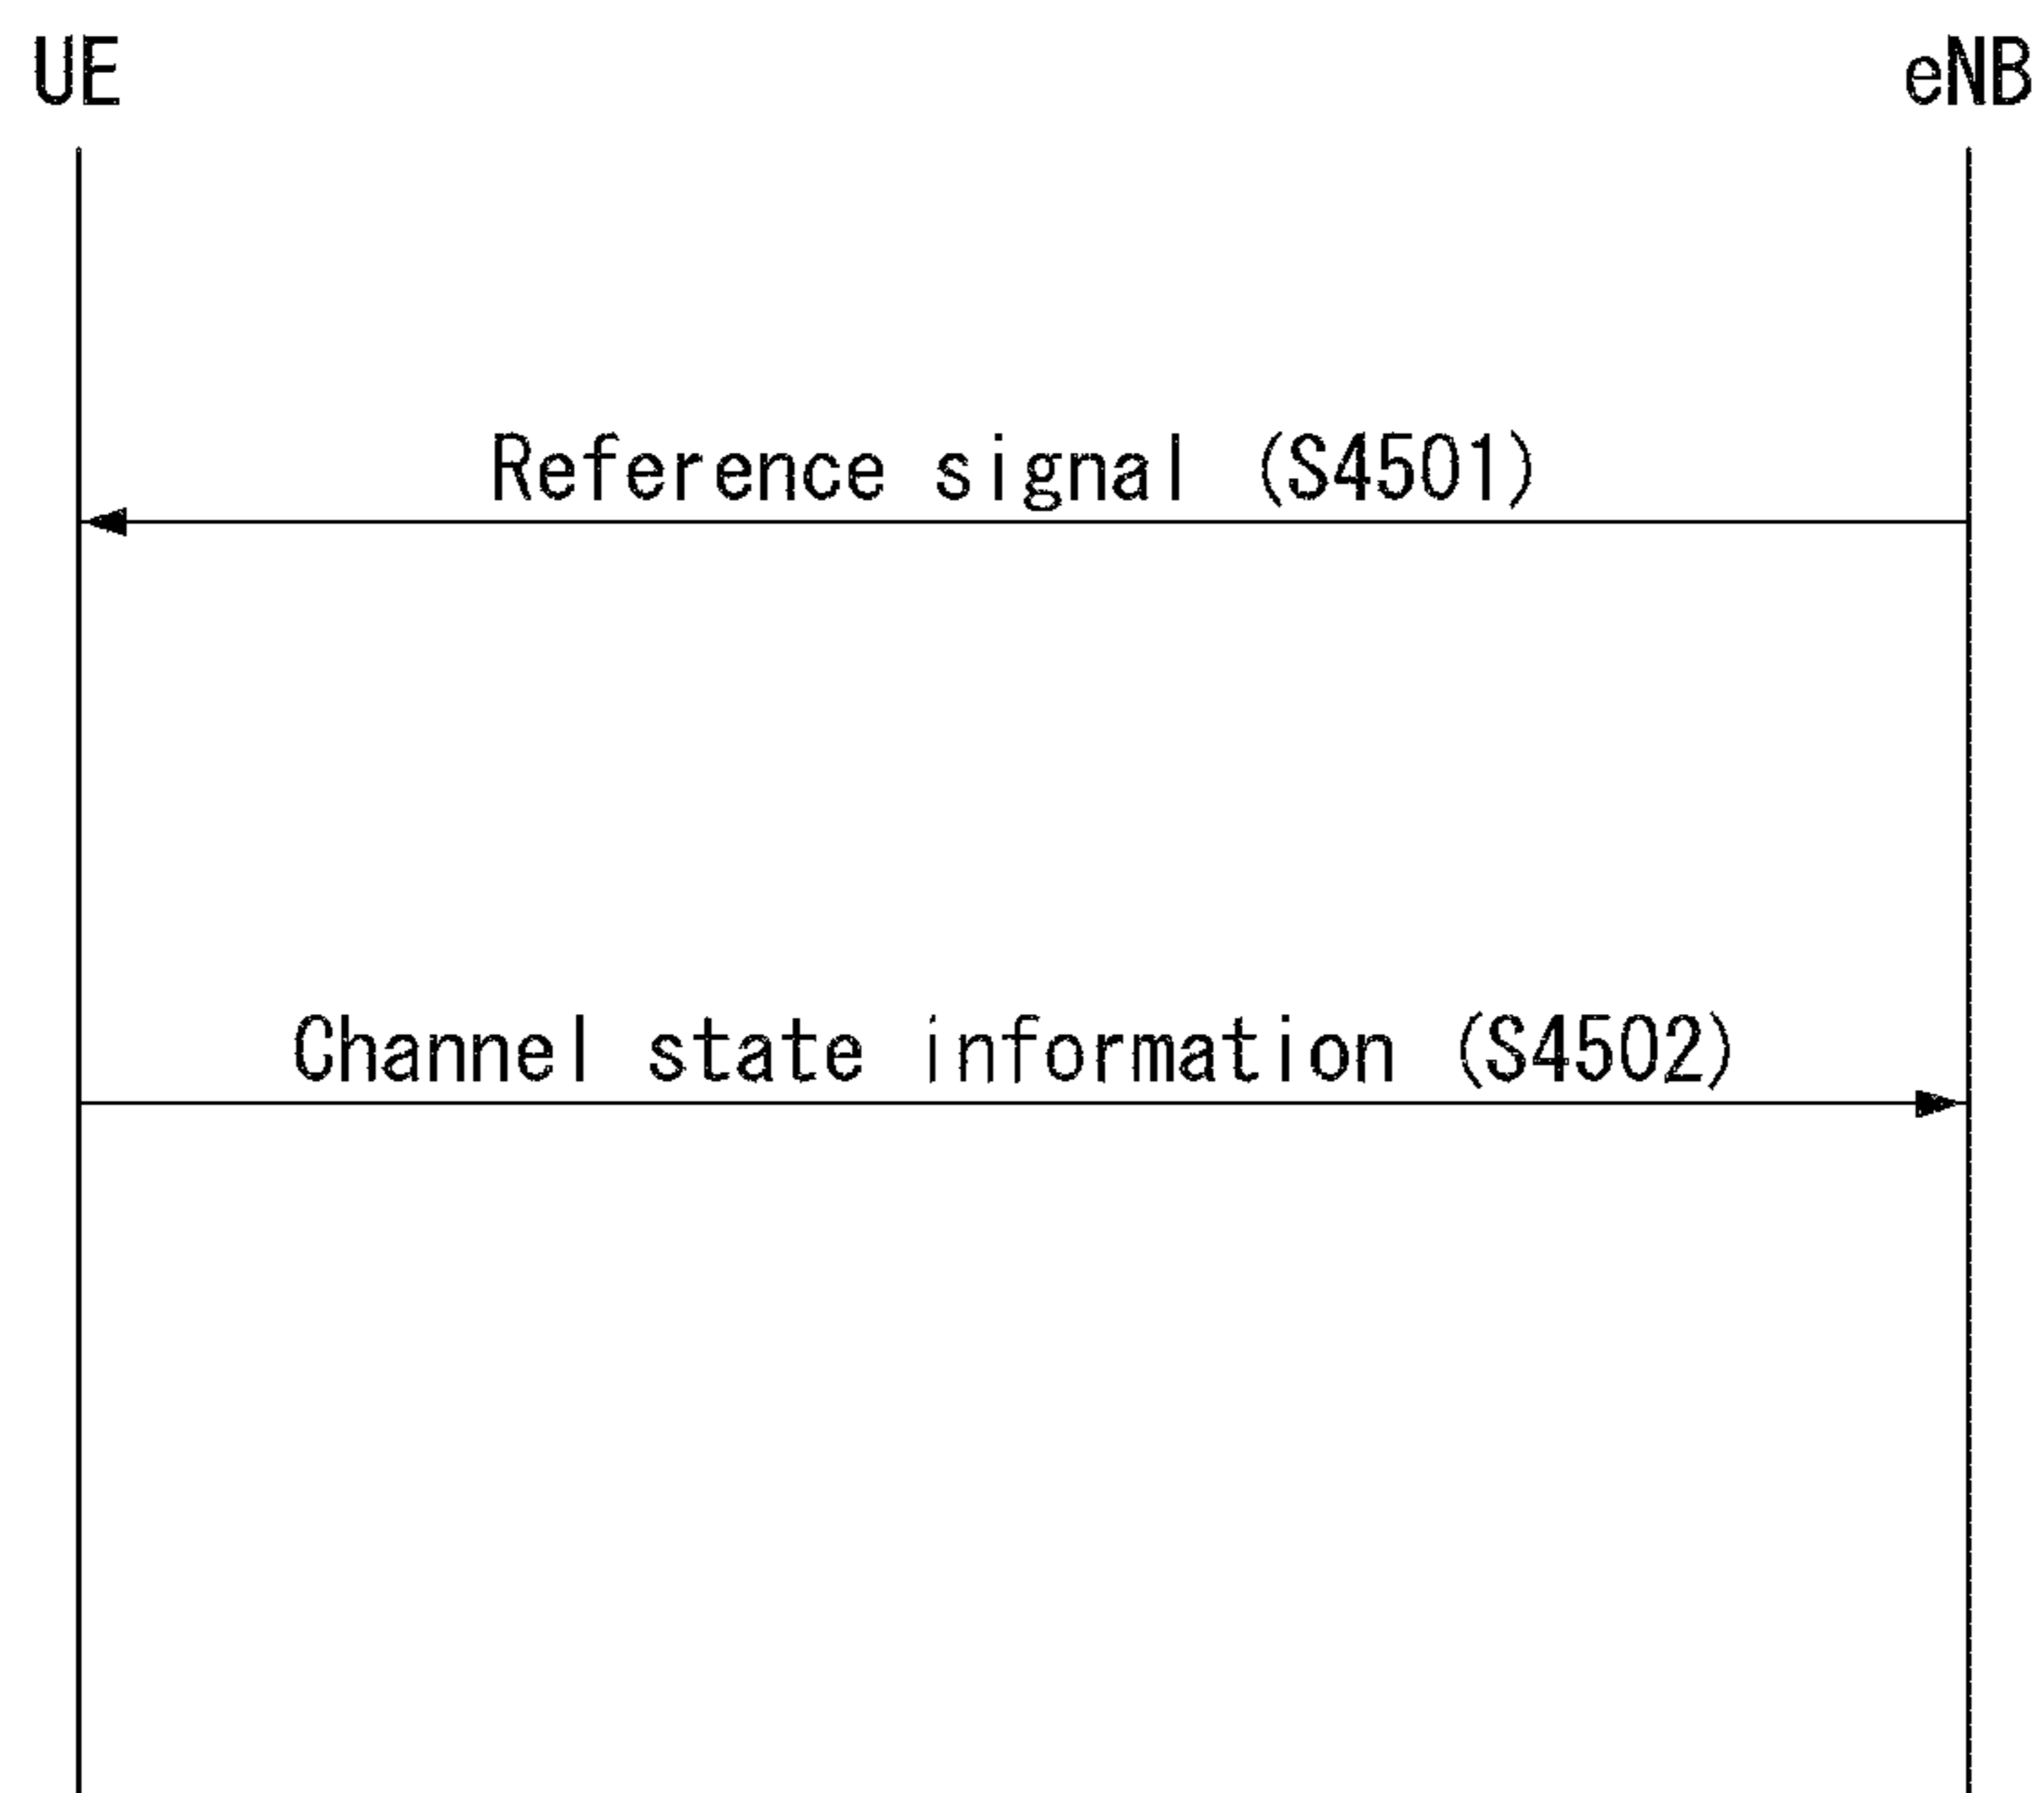 UE eNB
Reference signal (S4501)
Channel state information (S4502)